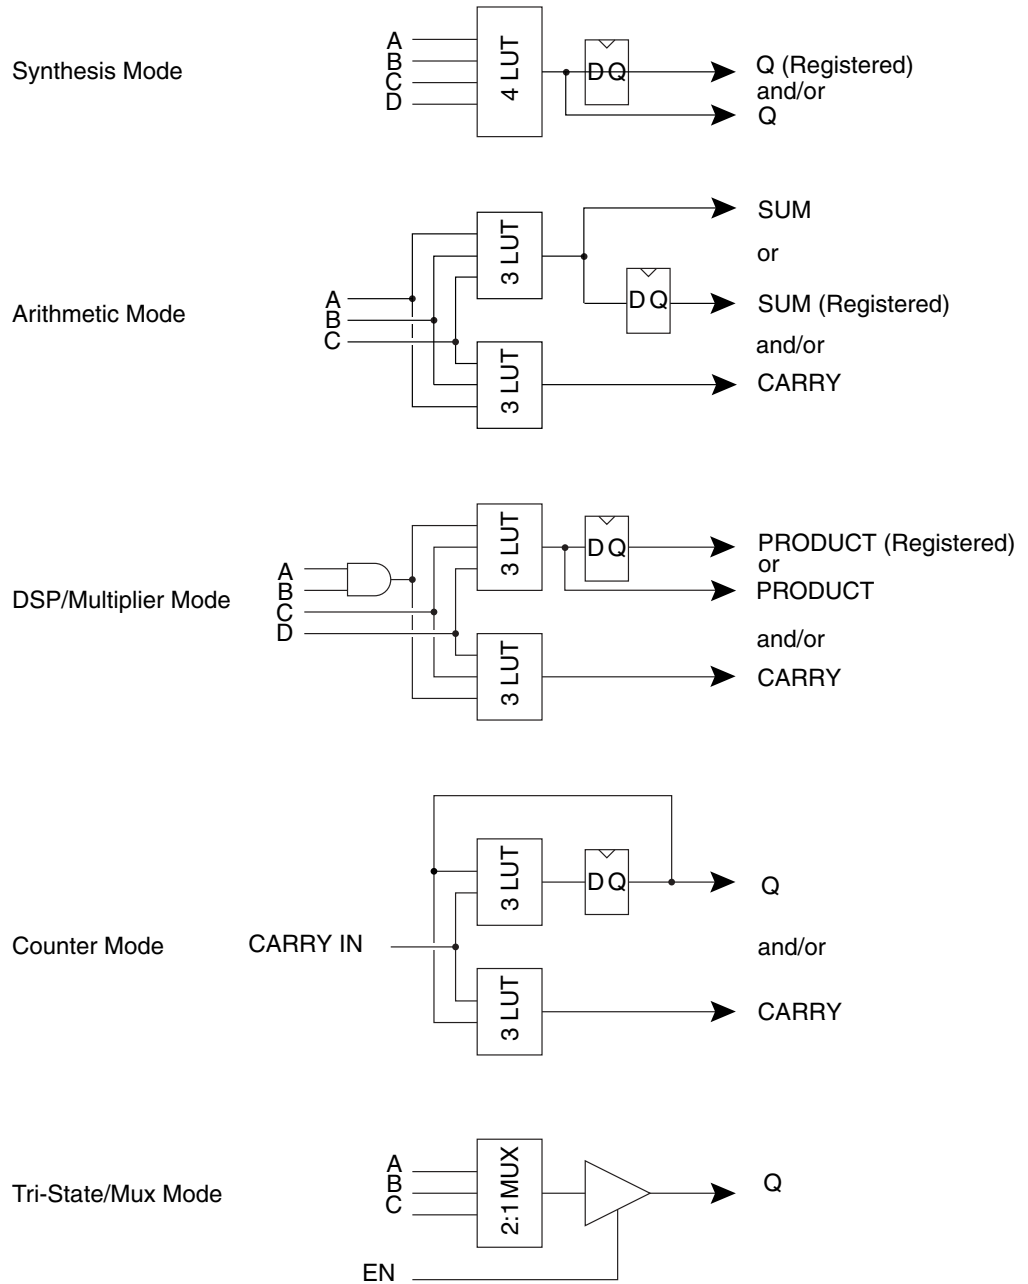 Synthesis Mode
A
B
C
D
4 LUT
D Q
Q (Registered)
and/or
Q
Arithmetic Mode
A
B
C
3 LUT
3 LUT
D Q
SUM
or
SUM (Registered)
and/or
CARRY
DSP/Multiplier Mode
A
B
C
D
3 LUT
3 LUT
D Q
PRODUCT (Registered)
or
PRODUCT
and/or
CARRY
Counter Mode
CARRY IN
3 LUT
3 LUT
D Q
Q
and/or
CARRY
Tri-State/Mux Mode
A
B
C
EN
2:1 MUX
Q